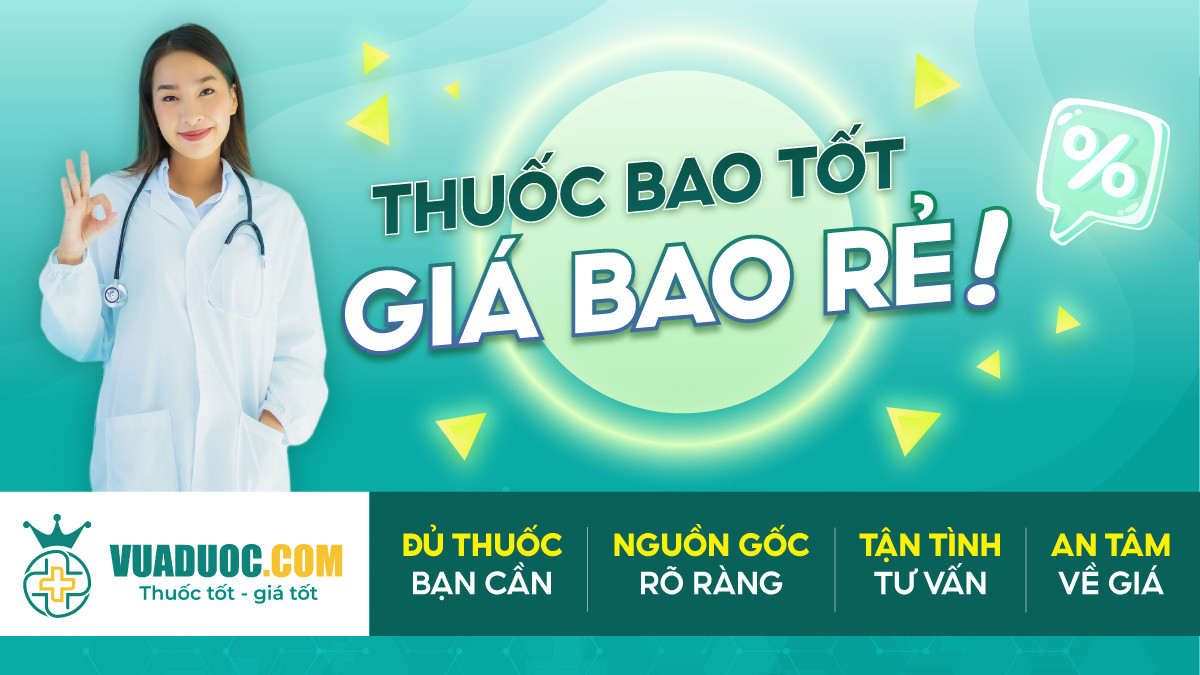 THUỐC BAO TỐT
GIÁ BAO RẺ!
%
VUADUOC.COM
Thuốc tốt - giá tốt
ĐỦ THUỐC
BẠN CẦN
NGUỒN GỐC
RÕ RÀNG
TẬN TÌNH
TƯ VẤN
AN TÂM
VỀ GIÁ